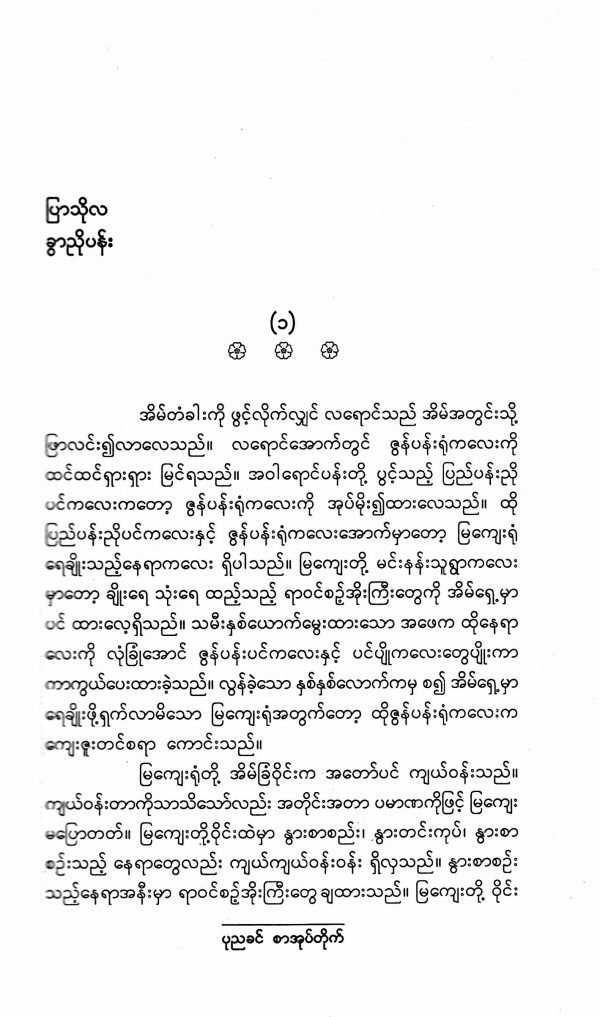 ပြာသိုလ
ခွာညိုပန်း
(၁)
အိမ်တံခါးကို ဖွင့်လိုက်လျှင် လရောင်သည် အိမ်အတွင်းသို့
ဖြာလင်း၍လာလေသည်။ လရောင်အောက်တွင် ဇွန်ပန်းရုံကလေးကို
ထင်ထင်ရှားရှား မြင်ရသည်။ အဝါရောင်ပန်းတို့ ပွင့်သည့် ပြည်ပန်းညို
ပင်ကလေးကတော့ ဇွန်ပန်းရုံကလေးကို အုပ်မိုး၍ထားလေသည်။ ထို
ပြည်ပန်းညိုပင်ကလေးနှင့် ဇွန်ပန်းရုံကလေးအောက်မှာတော့ မြကျေးရုံ
ရေချိုးသည့်နေရာကလေး ရှိပါသည်။ မြကျေးတို့ မင်းနန်းသူရွာကလေး
မှာတော့ ချိုးရေ သုံးရေ ထည့်သည့် ရာဝင်စဉ့်အိုးကြီးတွေကို အိမ်ရှေ့မှာ
ပင် ထားလေ့ရှိသည်။ သမီးနှစ်ယောက်မွေးထားသော အဖေက ထိုနေရာ
လေးကို လုံခြုံအောင် ဇွန်ပန်းပင်ကလေးနှင့် ပင်ပျိုကလေးတွေပျိုးကာ
ကာကွယ်ပေးထားခဲ့သည်။ လွန်ခဲ့သော နှစ်နှစ်လောက်ကမှ စ၍ အိမ်ရှေ့မှာ
ရေချိုးဖို့ရှက်လာမိသော မြကျေးရုံအတွက်တော့ ထိုဇွန်ပန်းရုံကလေးက
ကျေးဇူးတင်စရာ ကောင်းသည်။
မြကျေးရုံတို့ အိမ်ခြံဝိုင်းက အတော်ပင် ကျယ်ဝန်းသည်။
ကျယ်ဝန်းတာကိုသာသိသော်လည်း အတိုင်းအတာ ပမာဏကိုဖြင့် မြကျေး
မပြောတတ်။ မြကျေးတို့ဝိုင်းထဲမှာ နွားစာစည်း၊ နွားတင်းကုပ်၊ နွားစာ
စဉ်းသည့် နေရာတွေလည်း ကျယ်ကျယ်ဝန်းဝန်း ရှိလှသည်။ နွားစာစဉ်း
သည့်နေရာအနီးမှာ ရာဝင်စဉ့်အိုးကြီးတွေ ချထားသည်။ မြကျေးတို့ ဝိုင်း
ပုညခင် စာအုပ်တိုက်